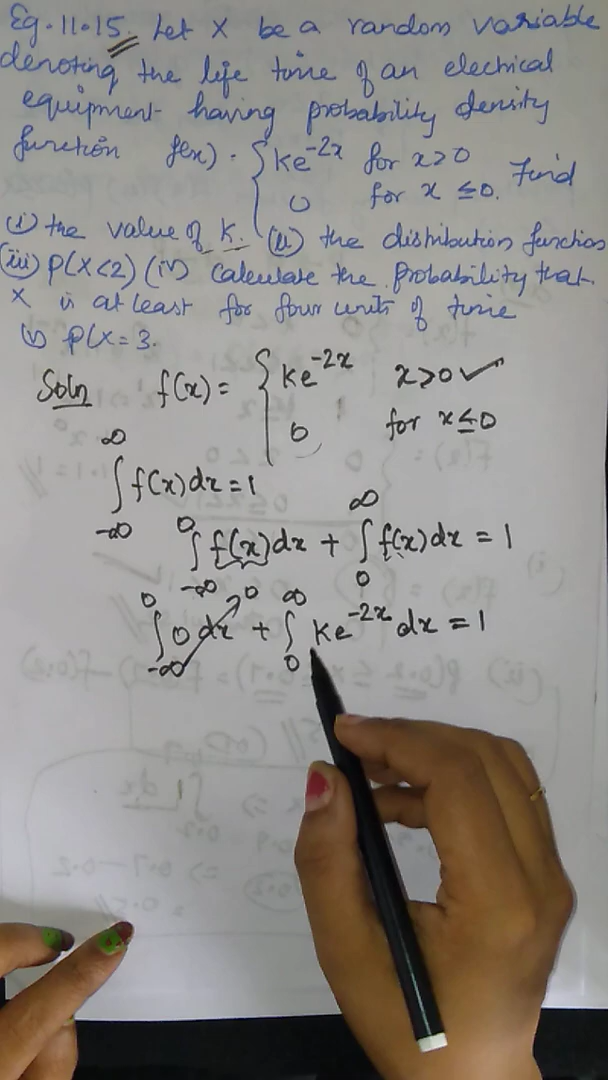 Eg. 11.15. Let X be a random variable
denoting the life time of an electrical
equipment having probability density
function f(x) = { ke^-2x for x>0 Find
0 for x ≤0.
(i) the value of k. (ii) the distribution function
(iii) P(X<2) (iv) Calculate the probability that
X is at least for four units of time
(v) P(X=3.
Soln f(x) = { ke^-2x x>0 ✓
0 for x≤0
∫_-∞^∞ f(x)dx = 1
∫_-∞^0 f(x)dx + ∫_0^∞ f(x)dx = 1
∫_-∞^0 0 dx ↗0 + ∫_0^∞ ke^-2x dx = 1